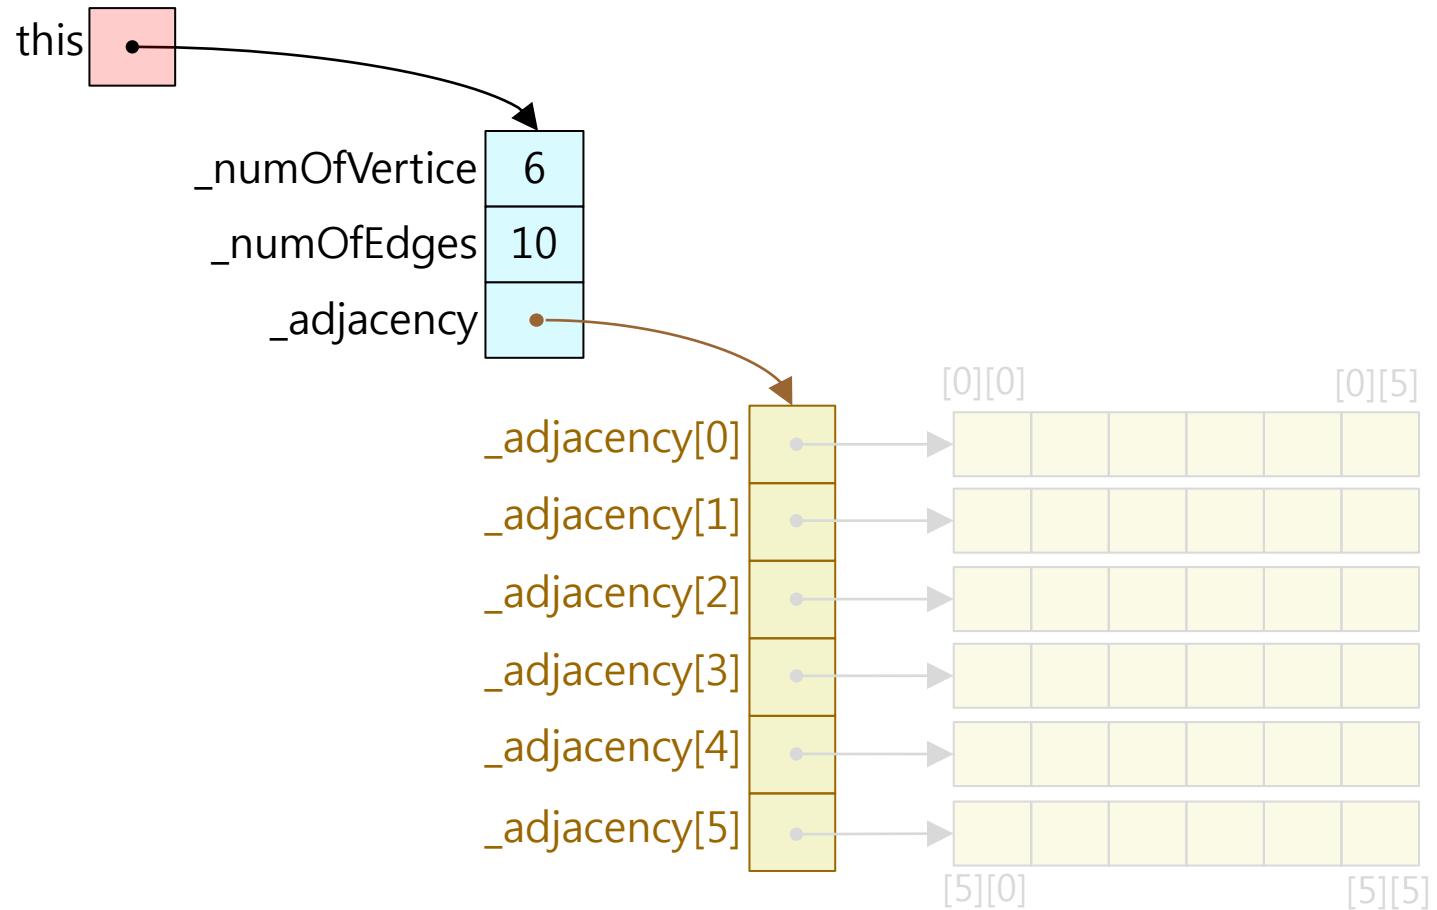 this
_numOfVertice 6
_numOfEdges 10
_adjacency
[0][0] [0][5]
_adjacency[0]
_adjacency[1]
_adjacency[2]
_adjacency[3]
_adjacency[4]
_adjacency[5]
[5][0] [5][5]